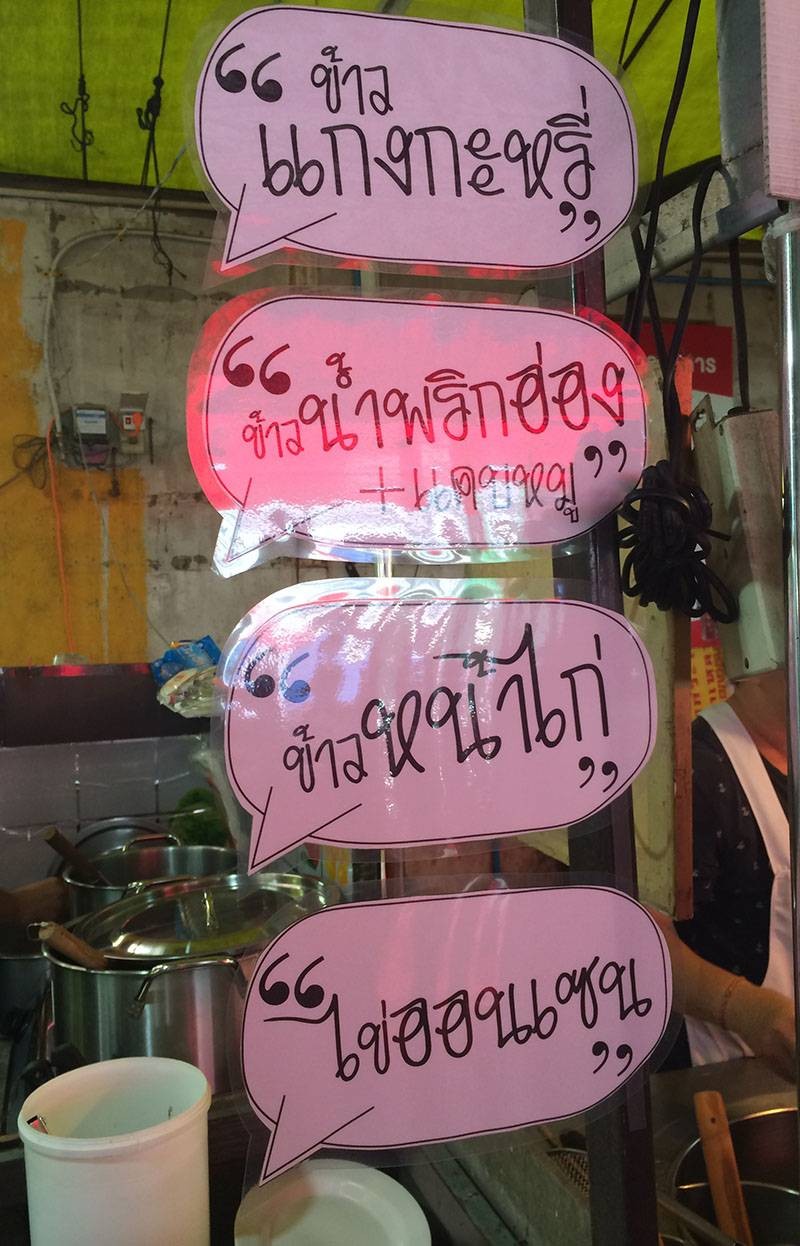 “ ข้าว
แกงกะหรี่ ”
“ ข้าวน้ำพริกอ่อง
+แคบหมู ”
“ ข้าวหน้าไก่ ”
“ ไข่ออนเซน ”